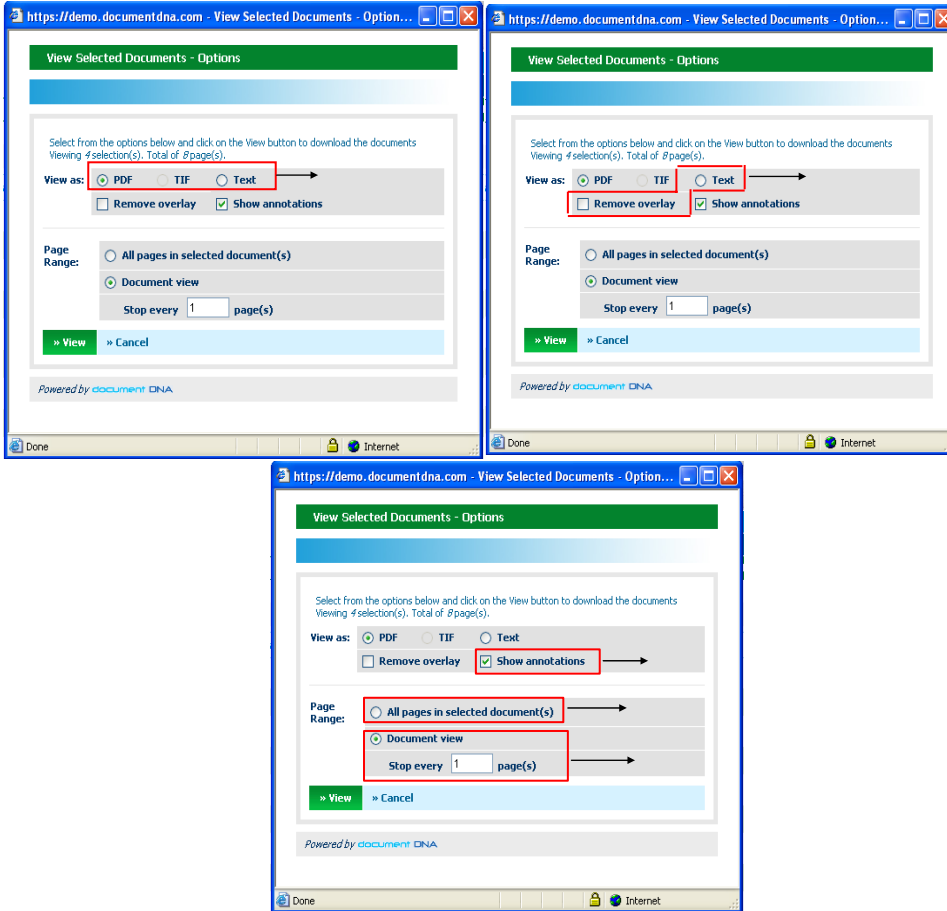 https://demo.documentdna.com - View Selected Documents - Option...
View Selected Documents - Options
Select from the options below and click on the View button to download the documents
Viewing 4 selection(s). Total of 8 page(s).
View as: PDF TIF Text
Remove overlay Show annotations
Page
Range:
All pages in selected document(s)
Document view
Stop every 1 page(s)
» View » Cancel
Powered by document DNA
Done Internet
https://demo.documentdna.com - View Selected Documents - Option...
View Selected Documents - Options
Select from the options below and click on the View button to download the documents
Viewing 4 selection(s). Total of 8 page(s).
View as: PDF TIF Text
Remove overlay Show annotations
Page
Range:
All pages in selected document(s)
Document view
Stop every 1 page(s)
» View » Cancel
Powered by document DNA
Done Internet
https://demo.documentdna.com - View Selected Documents - Option...
View Selected Documents - Options
Select from the options below and click on the View button to download the documents
Viewing 4 selection(s). Total of 8 page(s).
View as: PDF TIF Text
Remove overlay Show annotations
Page
Range:
All pages in selected document(s)
Document view
Stop every 1 page(s)
» View » Cancel
Powered by document DNA
Done Internet